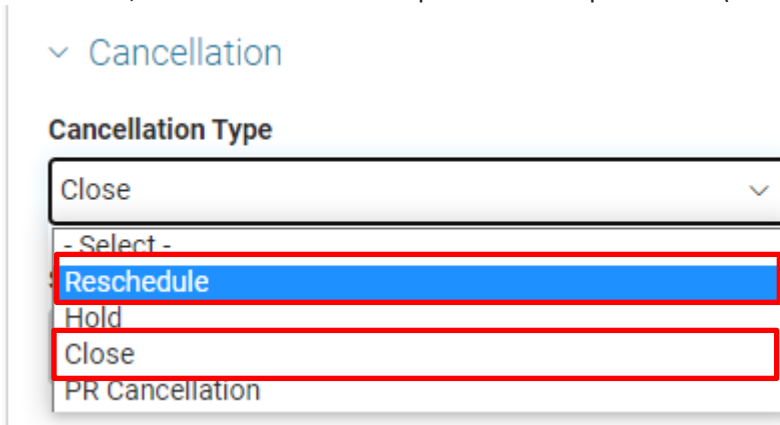 Cancellation
Cancellation Type
Close
- Select -
Reschedule
Hold
Close
PR Cancellation